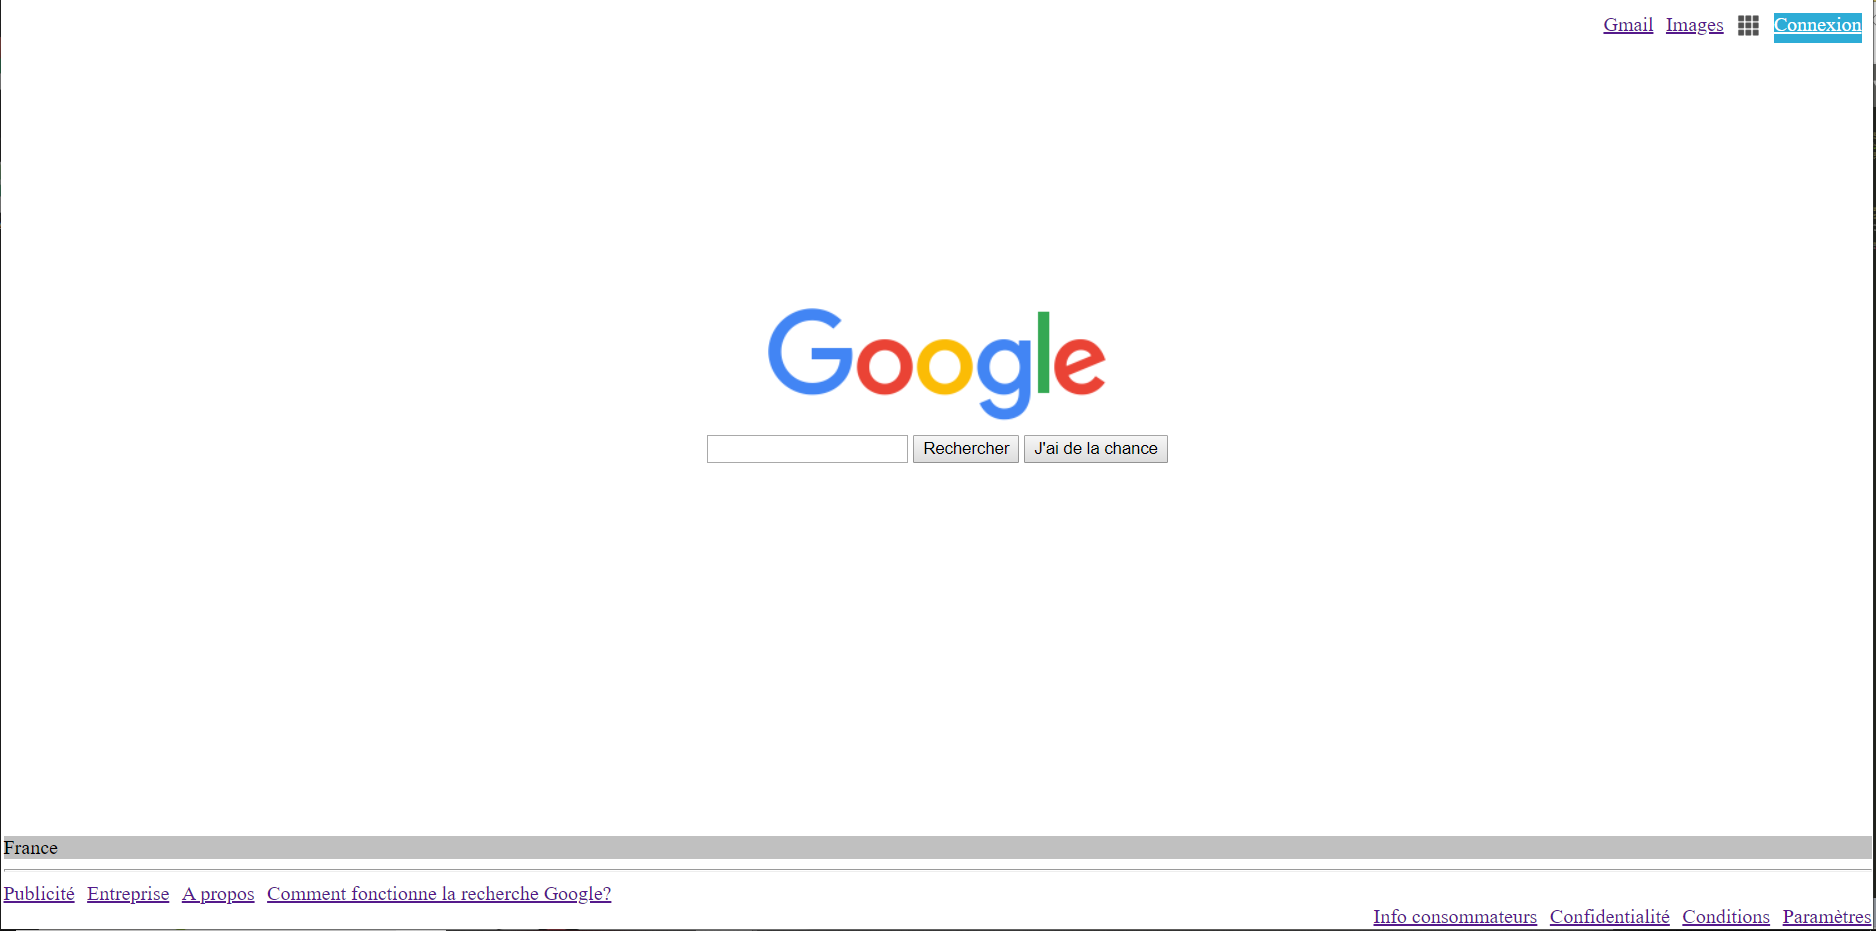 Gmail Images Connexion
Google
Rechercher J'ai de la chance
France
Publicité Entreprise A propos Comment fonctionne la recherche Google?
Info consommateurs Confidentialité Conditions Paramètres